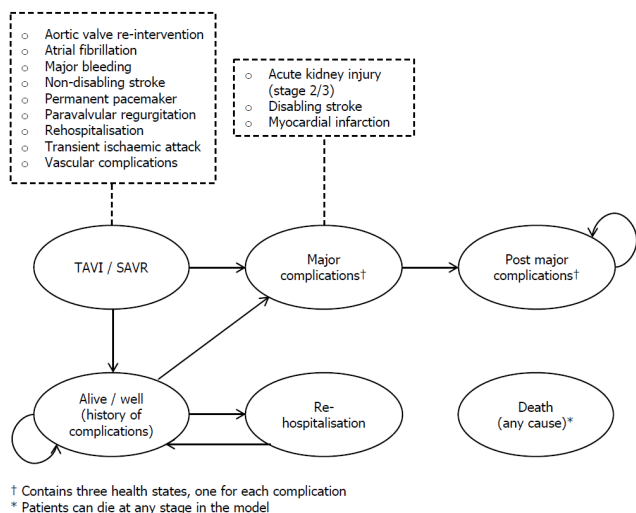 ○ Aortic valve re-intervention
○ Atrial fibrillation
○ Major bleeding
○ Non-disabling stroke
○ Permanent pacemaker
○ Paravalvular regurgitation
○ Rehospitalisation
○ Transient ischaemic attack
○ Vascular complications
○ Acute kidney injury
(stage 2/3)
○ Disabling stroke
○ Myocardial infarction
TAVI / SAVR
Major
complications†
Post major
complications†
Alive / well
(history of
complications)
Re-
hospitalisation
Death
(any cause)*
† Contains three health states, one for each complication
* Patients can die at any stage in the model